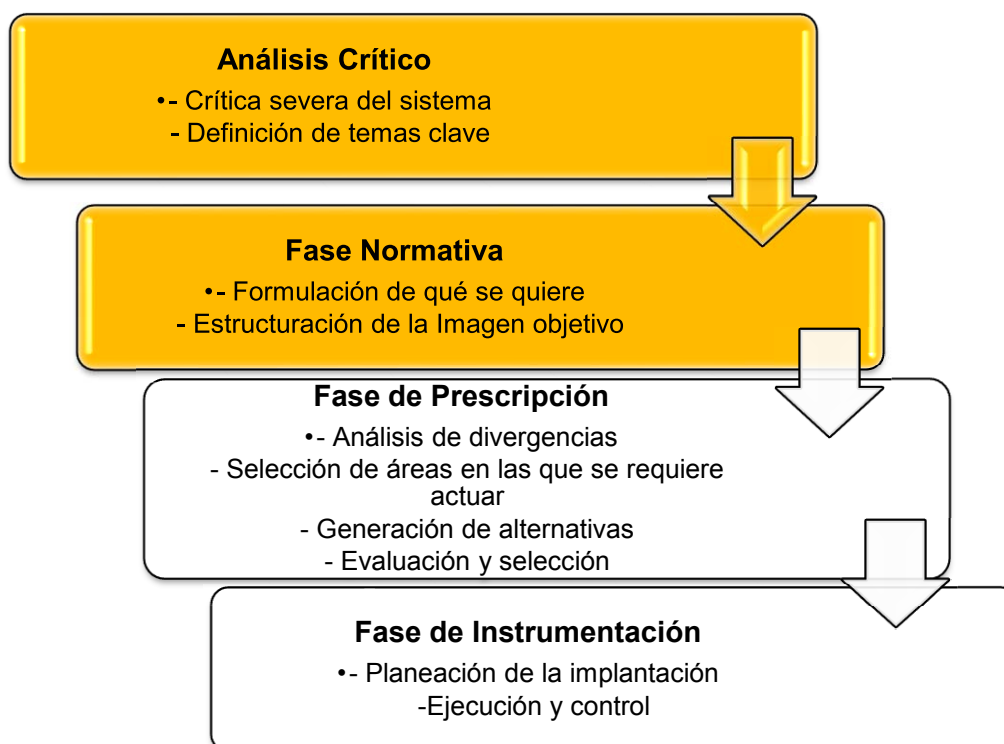 Análisis Crítico
•- Crítica severa del sistema
- Definición de temas clave
Fase Normativa
•- Formulación de qué se quiere
- Estructuración de la Imagen objetivo
Fase de Prescripción
•- Análisis de divergencias
- Selección de áreas en las que se requiere
actuar
- Generación de alternativas
- Evaluación y selección
Fase de Instrumentación
•- Planeación de la implantación
-Ejecución y control